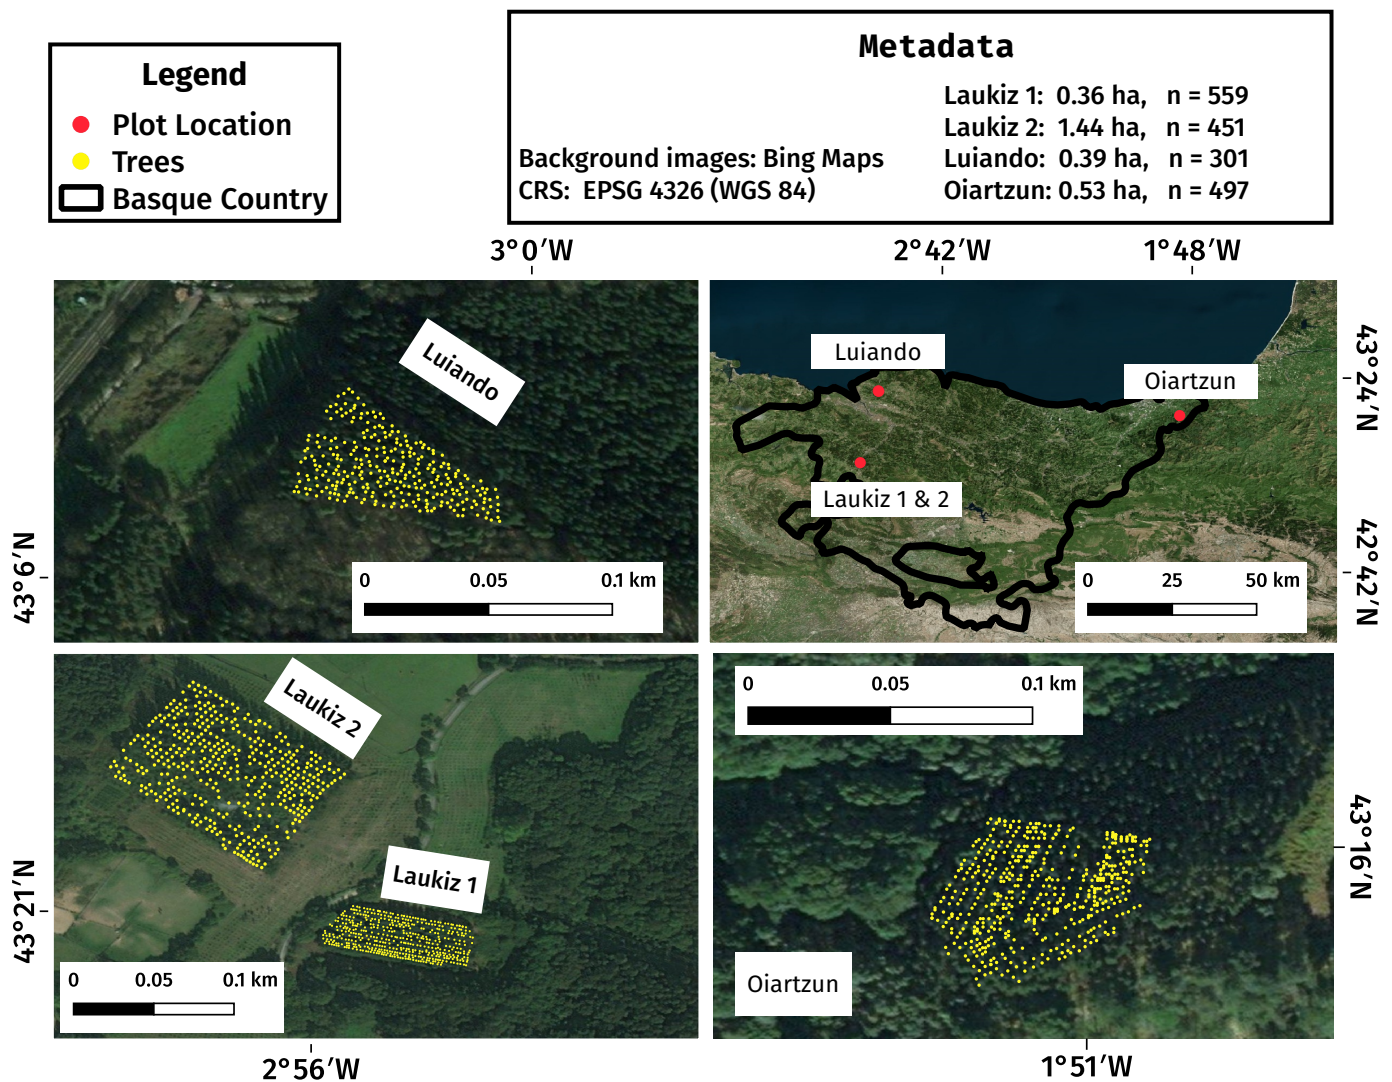 Legend
Plot Location
Trees
Basque Country
Metadata
Laukiz 1: 0.36 ha, n = 559
Laukiz 2: 1.44 ha, n = 451
Background images: Bing Maps Luiando: 0.39 ha, n = 301
CRS: EPSG 4326 (WGS 84) Oiartzun: 0.53 ha, n = 497
3°0′W
2°42′W
1°48′W
Luiando
43°6′N
0 0.05 0.1 km
Luiando
Oiartzun
Laukiz 1 & 2
0 25 50 km
43°24′N
42°42′N
Laukiz 2
Laukiz 1
43°21′N
0 0.05 0.1 km
2°56′W
0 0.05 0.1 km
Oiartzun
43°16′N
1°51′W